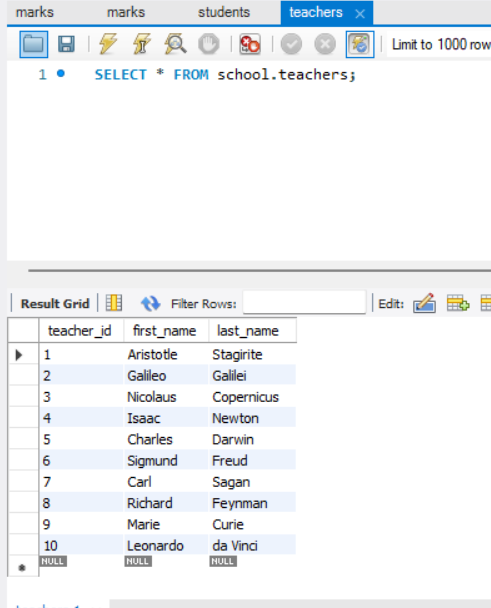 marks marks students teachers ×
Limit to 1000 row
1 SELECT * FROM school.teachers;
Result Grid Filter Rows: Edit:
teacher_id first_name last_name
1 Aristotle Stagirite
2 Galileo Galilei
3 Nicolaus Copernicus
4 Isaac Newton
5 Charles Darwin
6 Sigmund Freud
7 Carl Sagan
8 Richard Feynman
9 Marie Curie
10 Leonardo da Vinci
NULL NULL NULL